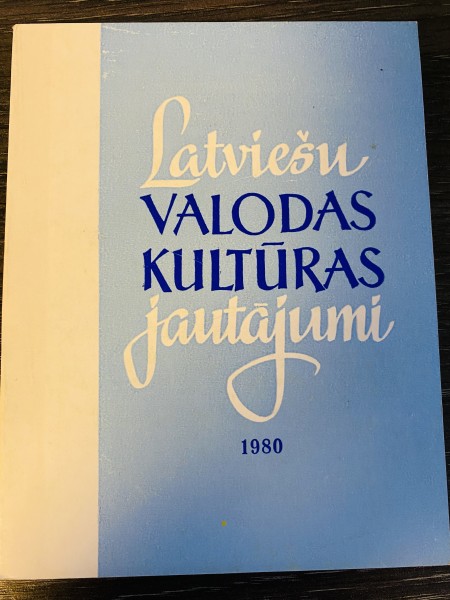 Latviešu
VALODAS
KULTŪRAS
jautājumi
1980